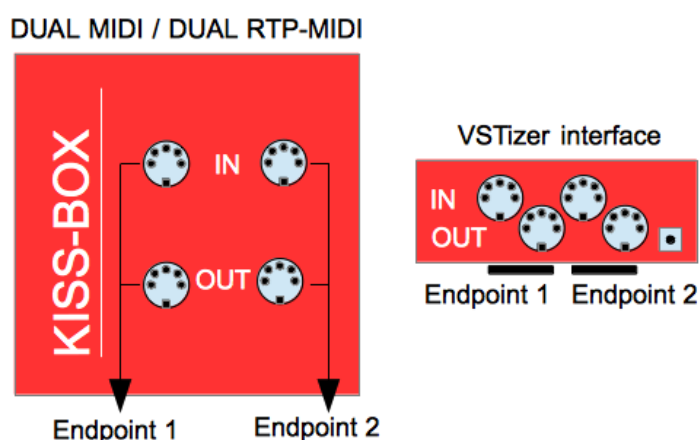 DUAL MIDI / DUAL RTP-MIDI
KISS-BOX
IN
OUT
Endpoint 1
Endpoint 2
VSTizer interface
IN
OUT
Endpoint 1
Endpoint 2